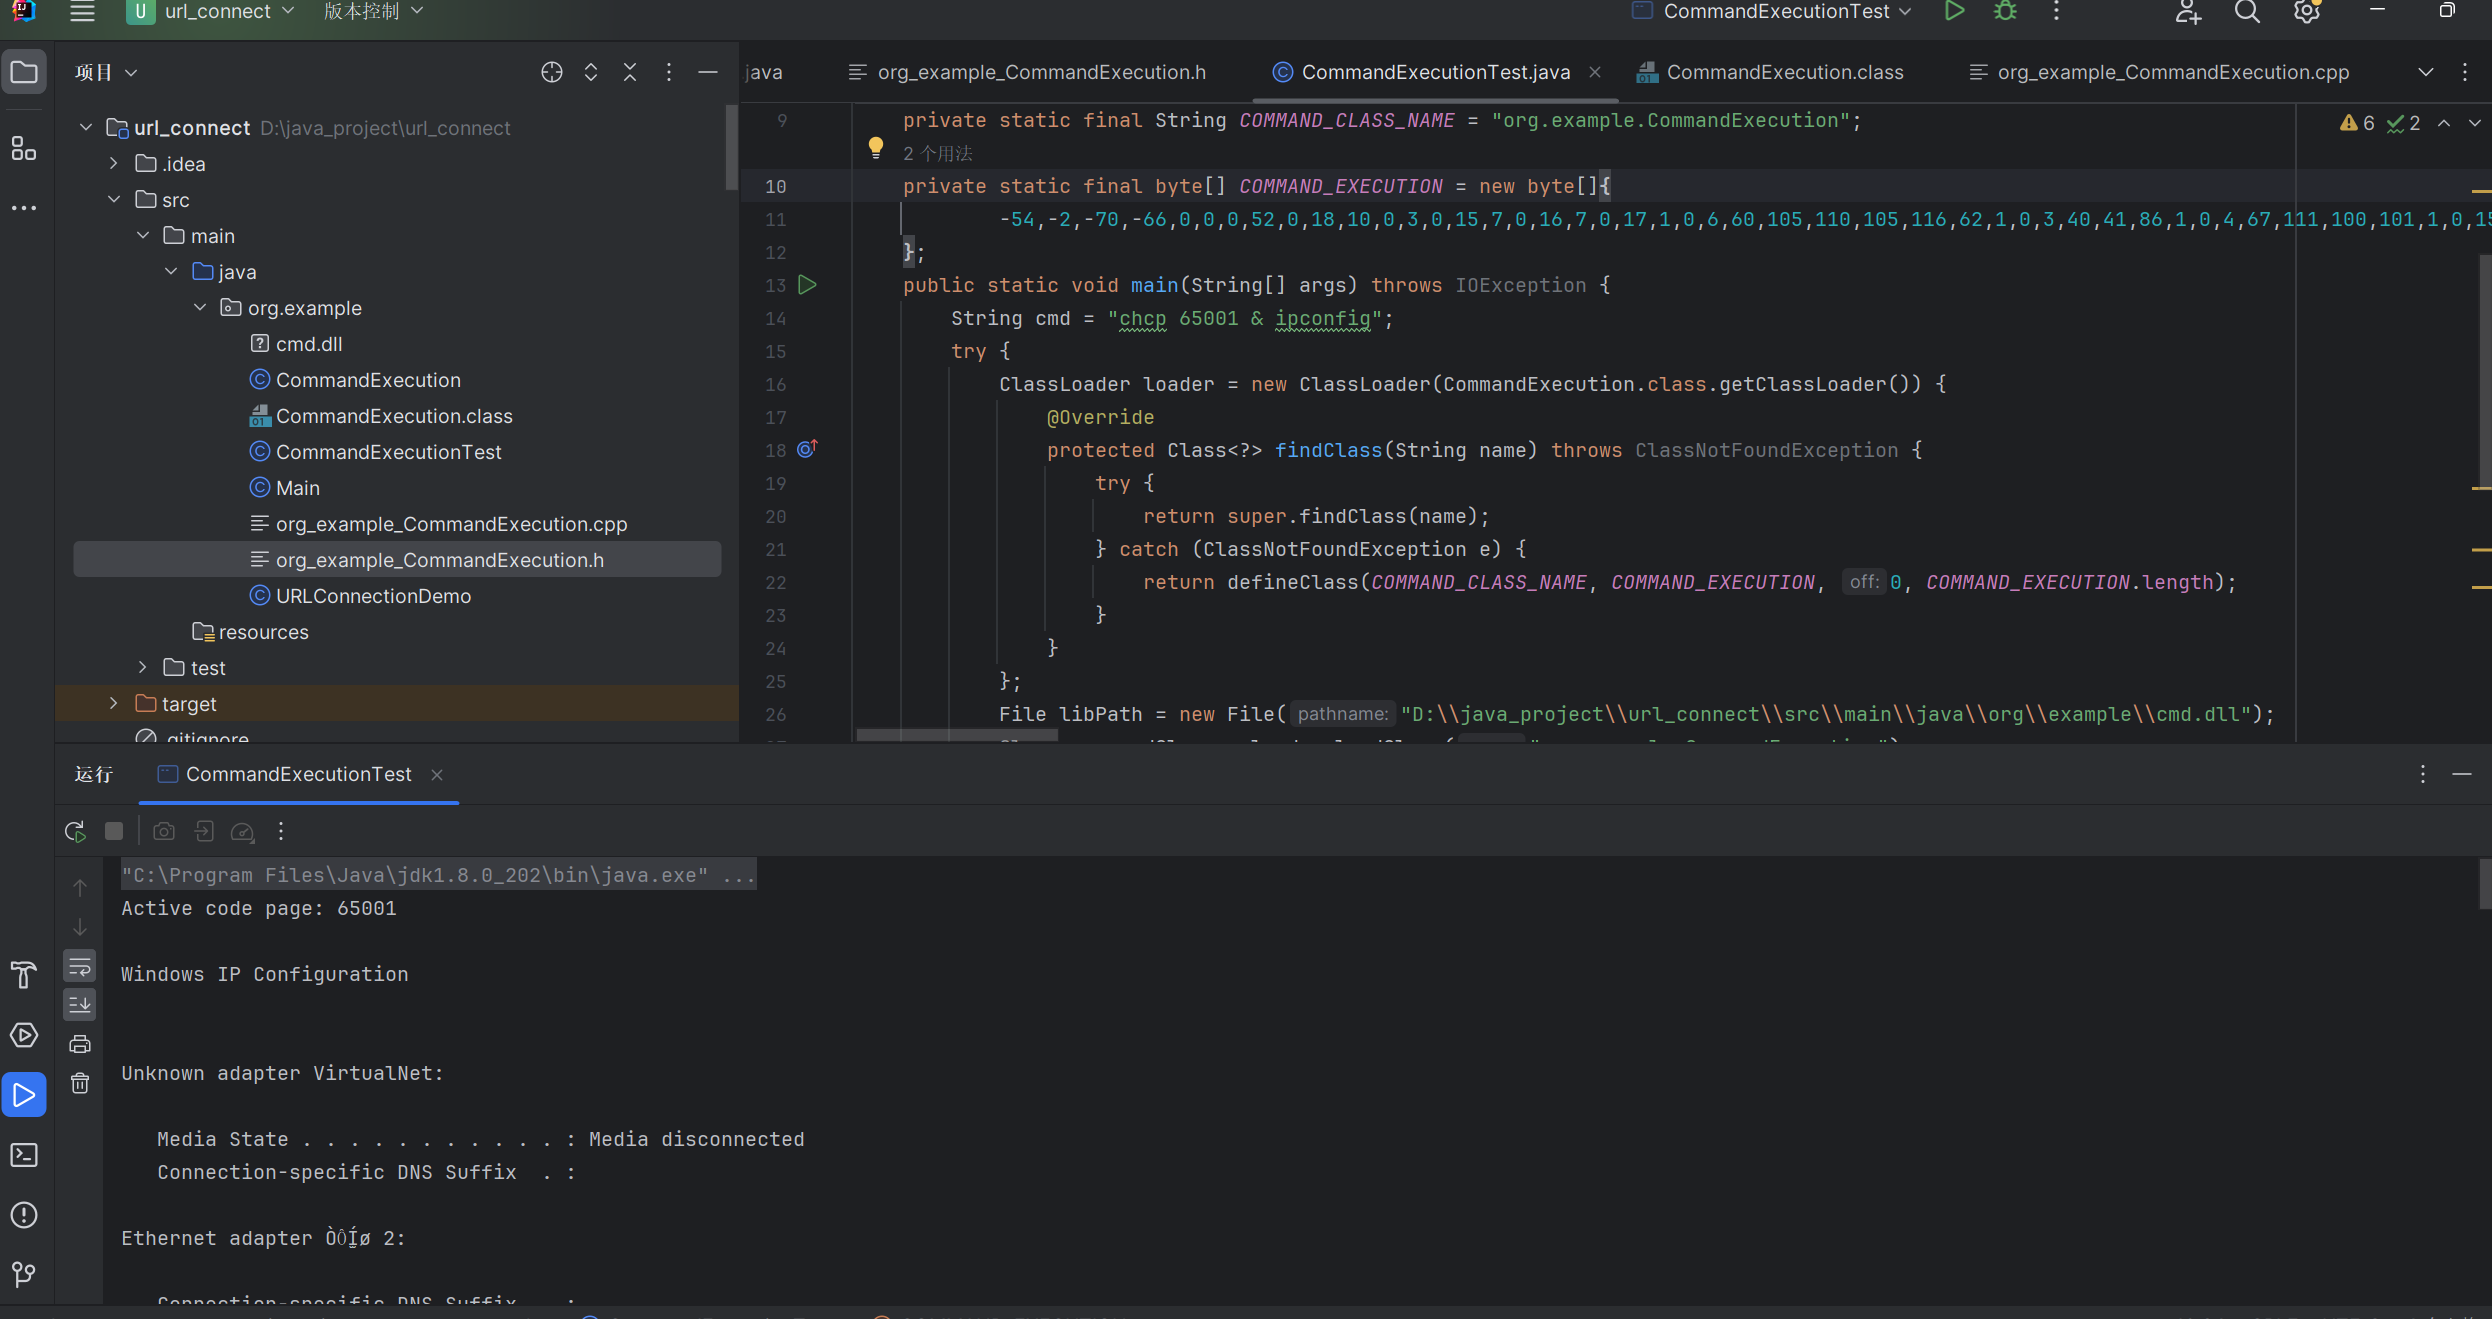 U url_connect 版本控制 CommandExecutionTest
项目
java org_example_CommandExecution.h CommandExecutionTest.java CommandExecution.class org_example_CommandExecution.cpp
url_connect D:\java_project\url_connect
.idea
src
main
java
org.example
cmd.dll
CommandExecution
CommandExecution.class
CommandExecutionTest
Main
org_example_CommandExecution.cpp
org_example_CommandExecution.h
URLConnectionDemo
resources
test
target
.gitignore
6 2
9 private static final String COMMAND_CLASS_NAME = "org.example.CommandExecution";
2 个用法
10 private static final byte[] COMMAND_EXECUTION = new byte[]{
11 -54,-2,-70,-66,0,0,0,52,0,18,10,0,3,0,15,7,0,16,7,0,17,1,0,6,60,105,110,105,116,62,1,0,3,40,41,86,1,0,4,67,111,100,101,1,0,15
12 };
13 public static void main(String[] args) throws IOException {
14 String cmd = "chcp 65001 & ipconfig";
15 try {
16 ClassLoader loader = new ClassLoader(CommandExecution.class.getClassLoader()) {
17 @Override
18 protected Class<?> findClass(String name) throws ClassNotFoundException {
19 try {
20 return super.findClass(name);
21 } catch (ClassNotFoundException e) {
22 return defineClass(COMMAND_CLASS_NAME, COMMAND_EXECUTION, off: 0, COMMAND_EXECUTION.length);
23 }
24 }
25 };
26 File libPath = new File( pathname: "D:\\java_project\\url_connect\\src\\main\\java\\org\\example\\cmd.dll");
运行 CommandExecutionTest
"C:\Program Files\Java\jdk1.8.0_202\bin\java.exe" ...
Active code page: 65001
Windows IP Configuration
Unknown adapter VirtualNet:
Media State . . . . . . . . . . . : Media disconnected
Connection-specific DNS Suffix . :
Ethernet adapter ÒÔÍø 2:
Connection-specific DNS Suffix . :